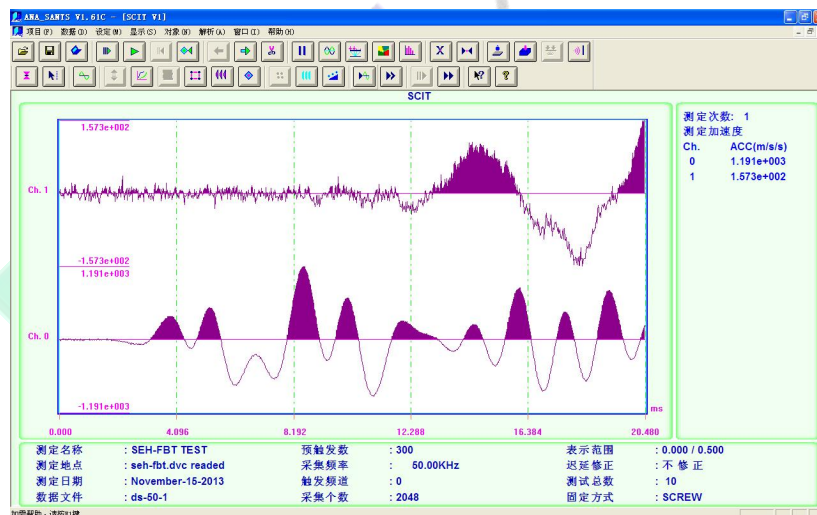 ANA_SANTS V1.61C - [SCIT V1]
项目(P) 数据(D) 设定(M) 显示(S) 对象(N) 解析(A) 窗口(I) 帮助(H)
SCIT
1.573e+002
Ch. 1
-1.573e+002
1.191e+003
Ch. 0
-1.191e+003
ms
0.000 4.096 8.192 12.288 16.384 20.480
测定次数: 1
测定加速度
Ch. ACC(m/s/s)
0 1.191e+003
1 1.573e+002
测定名称 : SEH-FBT TEST 预触发数 : 300 表示范围 : 0.000 / 0.500
测定地点 : seh-fbt.dvc readed 采集频率 : 50.00KHz 迟延修正 : 不 修 正
测定日期 : November-15-2013 触发频道 : 0 测试总数 : 10
数据文件 : ds-50-1 采集个数 : 2048 固定方式 : SCREW